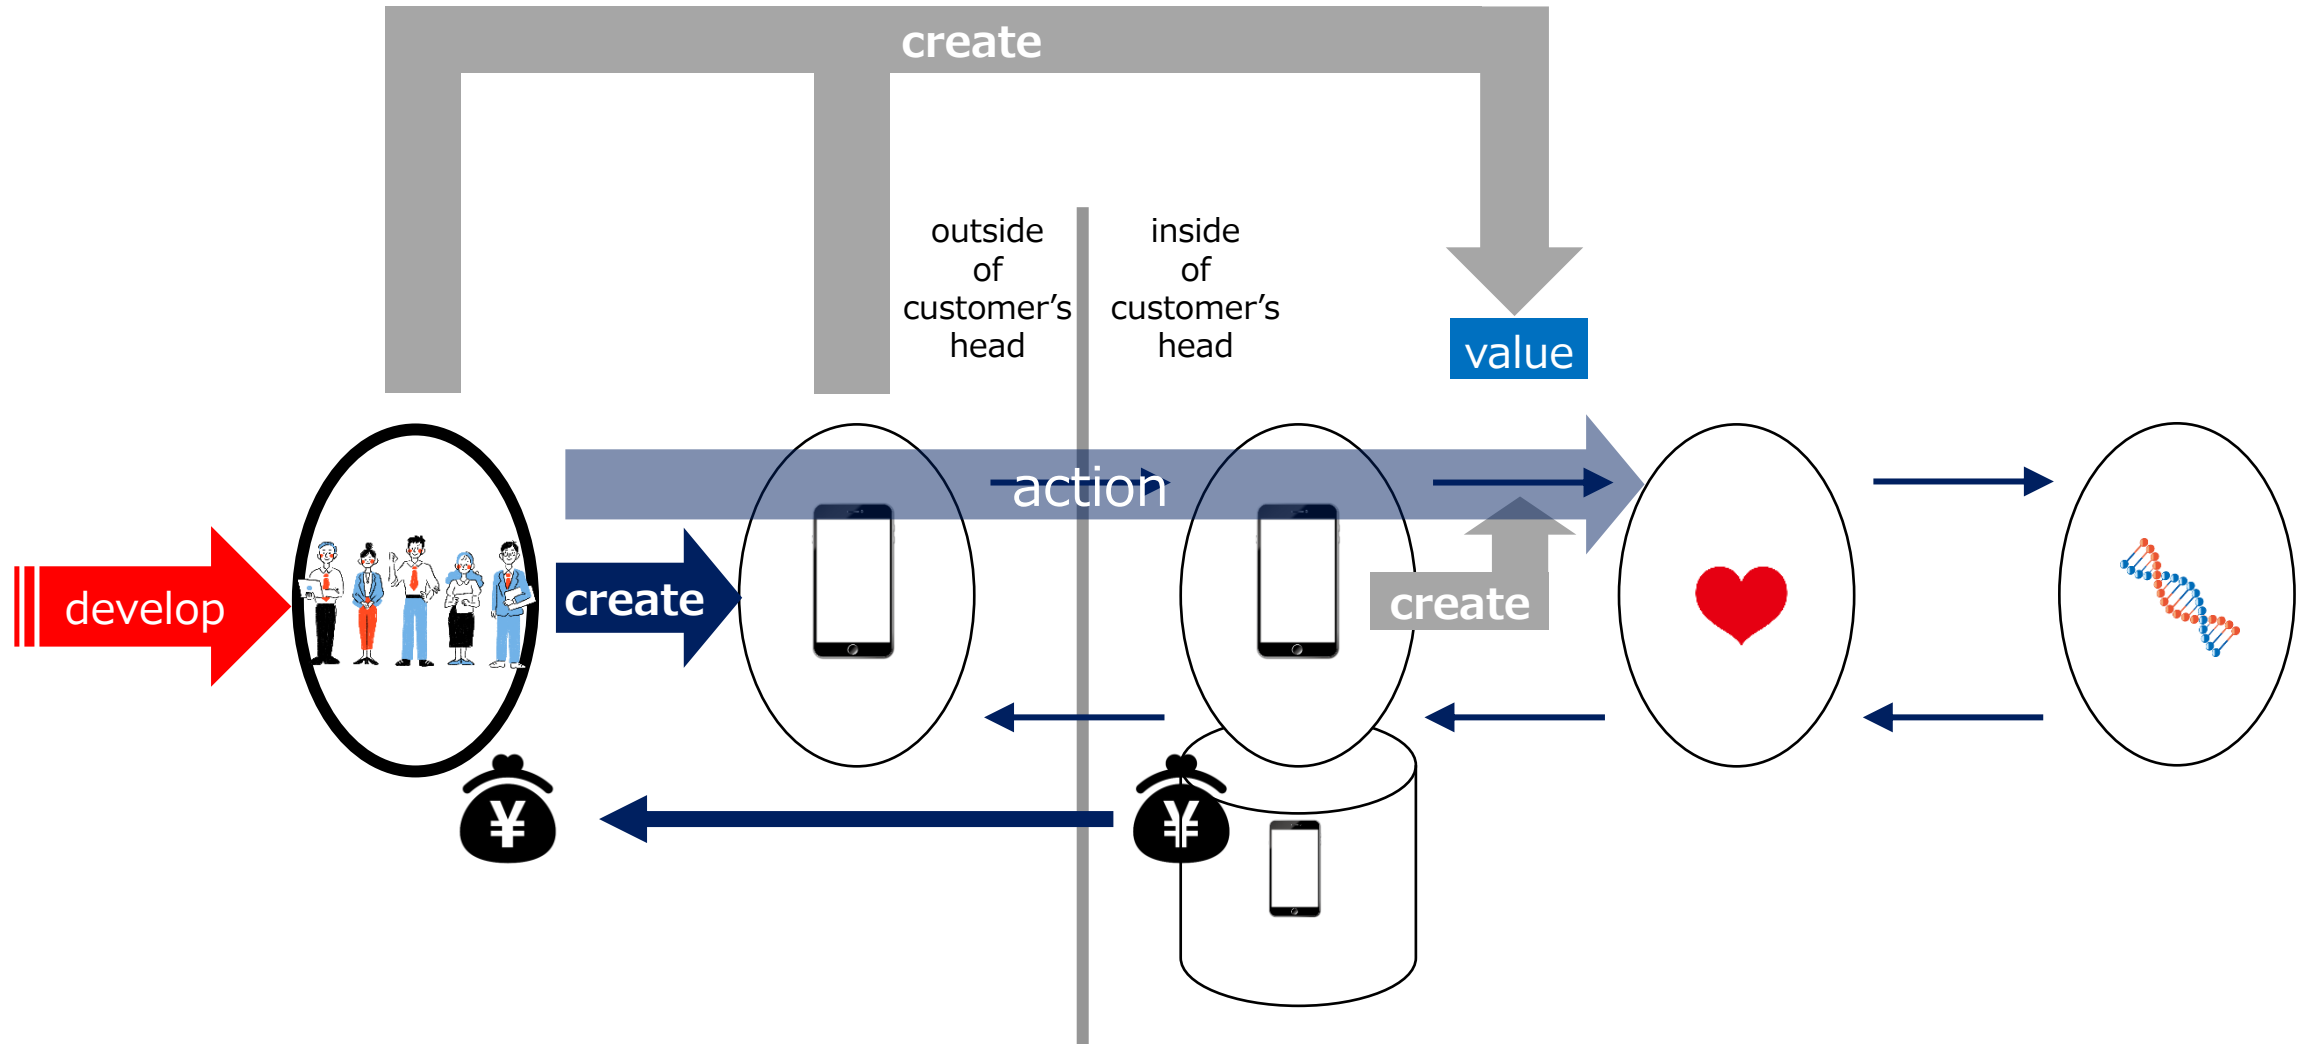 create
outside
of
customer’s
head
inside
of
customer’s
head
value
action
develop
create
create
¥
¥